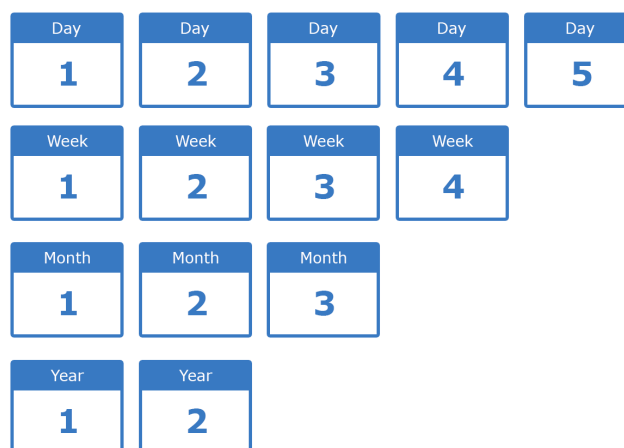 Day Day Day Day Day
1 2 3 4 5
Week Week Week Week
1 2 3 4
Month Month Month
1 2 3
Year Year
1 2